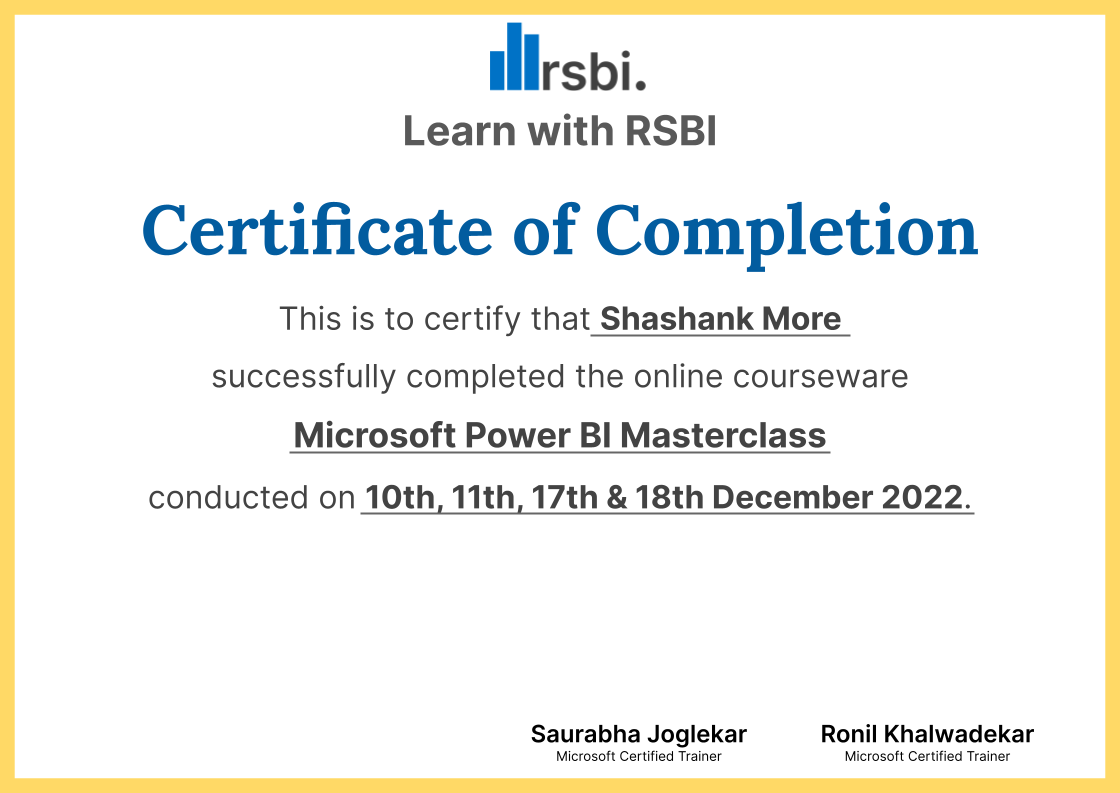 rsbi.
Learn with RSBI
Certificate of Completion
This is to certify that Shashank More
successfully completed the online courseware
Microsoft Power BI Masterclass
conducted on 10th, 11th, 17th & 18th December 2022.
Saurabha Joglekar Ronil Khalwadekar
Microsoft Certified Trainer Microsoft Certified Trainer